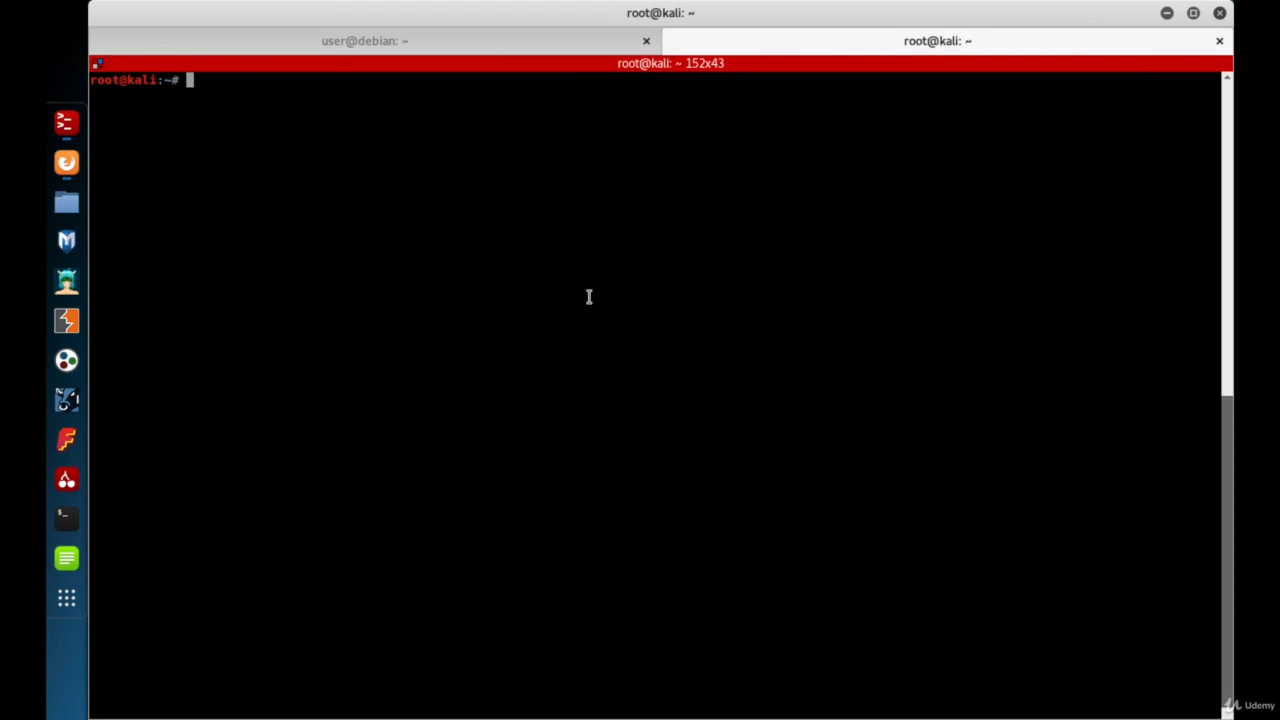 root@kali: ~
user@debian: ~
root@kali: ~
root@kali: ~ 152x43
root@kali:~#
Udemy